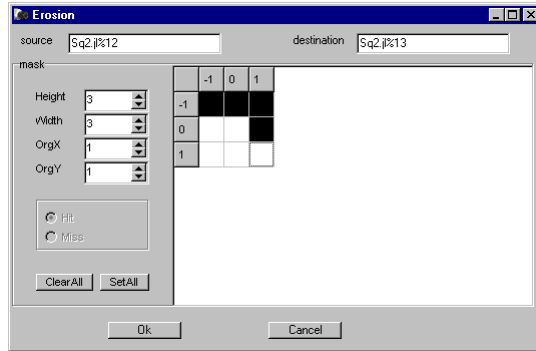 Erosion
source Sq2.jl%12 destination Sq2.jl%13
mask
-1 0 1
Height 3
-1
Width 3
0
OrgX 1
1
OrgY 1
Hit
Miss
ClearAll SetAll
Ok Cancel